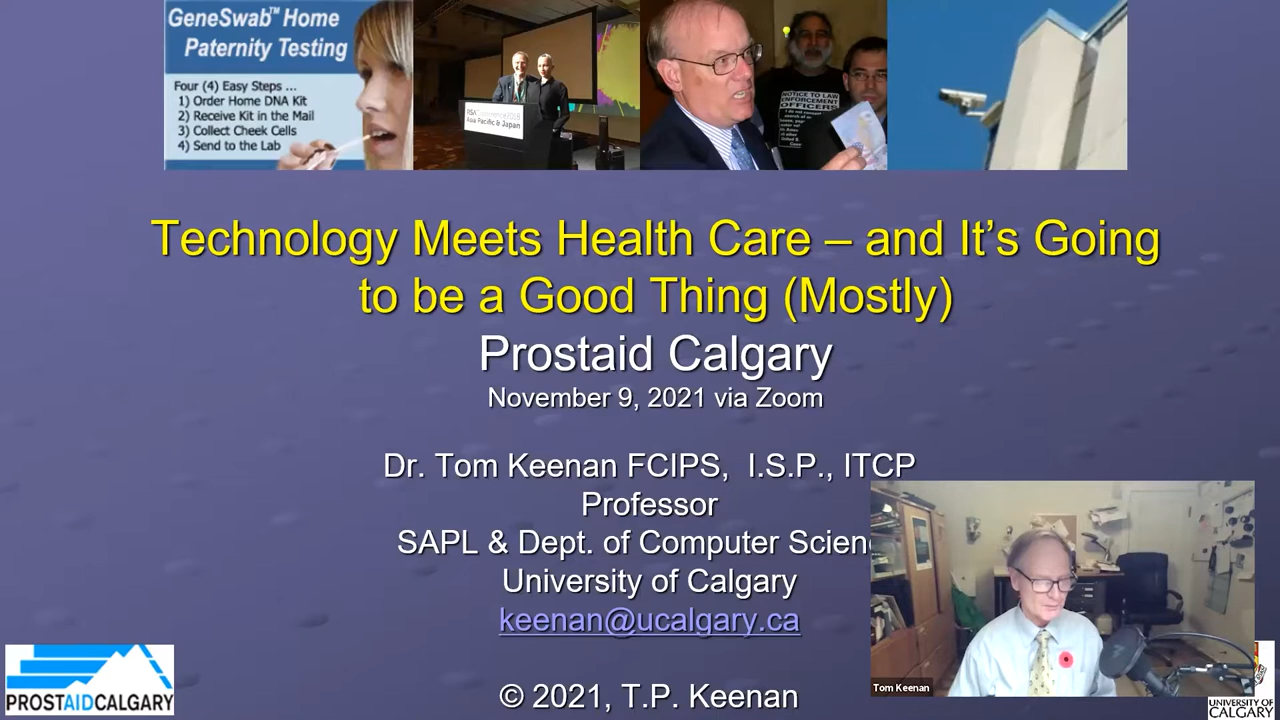 GeneSwab™ Home
Paternity Testing
Four (4) Easy Steps ...
1) Order Home DNA Kit
2) Receive Kit in the Mail
3) Collect Cheek Cells
4) Send to the Lab
RSAConference2018
Asia Pacific & Japan
NOTICE TO LAW
ENFORCEMENT
OFFICERS
Technology Meets Health Care – and It’s Going
to be a Good Thing (Mostly)
Prostaid Calgary
November 9, 2021 via Zoom
Dr. Tom Keenan FCIPS, I.S.P., ITCP
Professor
SAPL & Dept. of Computer Scien
University of Calgary
keenan@ucalgary.ca
© 2021, T.P. Keenan
PROSTAIDCALGARY
Tom Keenan
UNIVERSITY OF
CALGARY